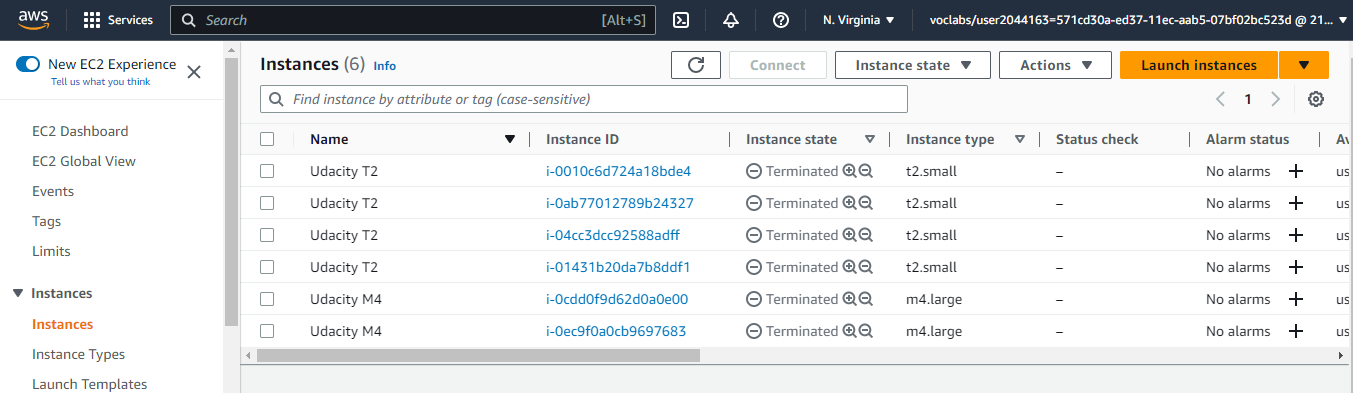 aws Services Search [Alt+S] N. Virginia voclabs/user2044163=571cd30a-ed37-11ec-aab5-07bf02bc523d @ 21...
New EC2 Experience
Tell us what you think
EC2 Dashboard
EC2 Global View
Events
Tags
Limits
Instances
Instances
Instance Types
Launch Templates
Instances (6) Info Connect Instance state Actions Launch instances
Find instance by attribute or tag (case-sensitive) 1
Name Instance ID Instance state Instance type Status check Alarm status Av
Udacity T2 i-0010c6d724a18bde4 Terminated t2.small – No alarms us
Udacity T2 i-0ab77012789b24327 Terminated t2.small – No alarms us
Udacity T2 i-04cc3dcc92588adff Terminated t2.small – No alarms us
Udacity T2 i-01431b20da7b8ddf1 Terminated t2.small – No alarms us
Udacity M4 i-0cdd0f9d62d0a0e00 Terminated m4.large – No alarms us
Udacity M4 i-0ec9f0a0cb9697683 Terminated m4.large – No alarms us